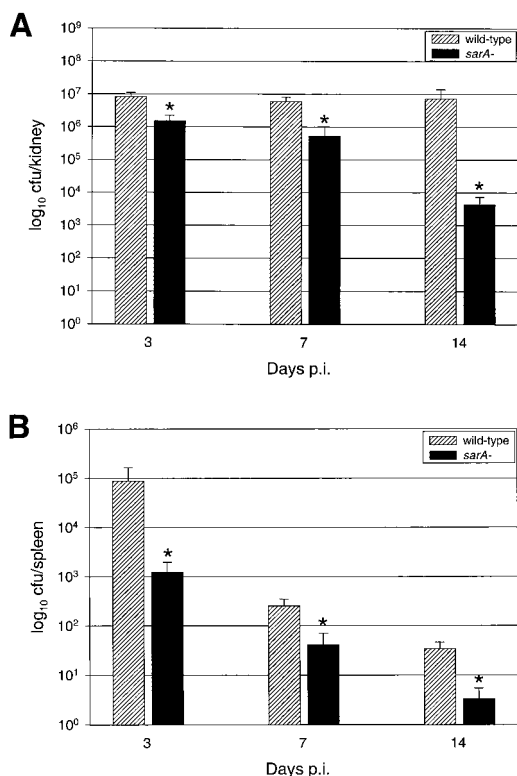 A
wild-type
sarA-
log₁₀ cfu/kidney
10⁹
10⁸
10⁷
10⁶
10⁵
10⁴
10³
10²
10¹
10⁰
* * *
3 7 14
Days p.i.
B
wild-type
sarA-
log₁₀ cfu/spleen
10⁶
10⁵
10⁴
10³
10²
10¹
10⁰
* * *
3 7 14
Days p.i.